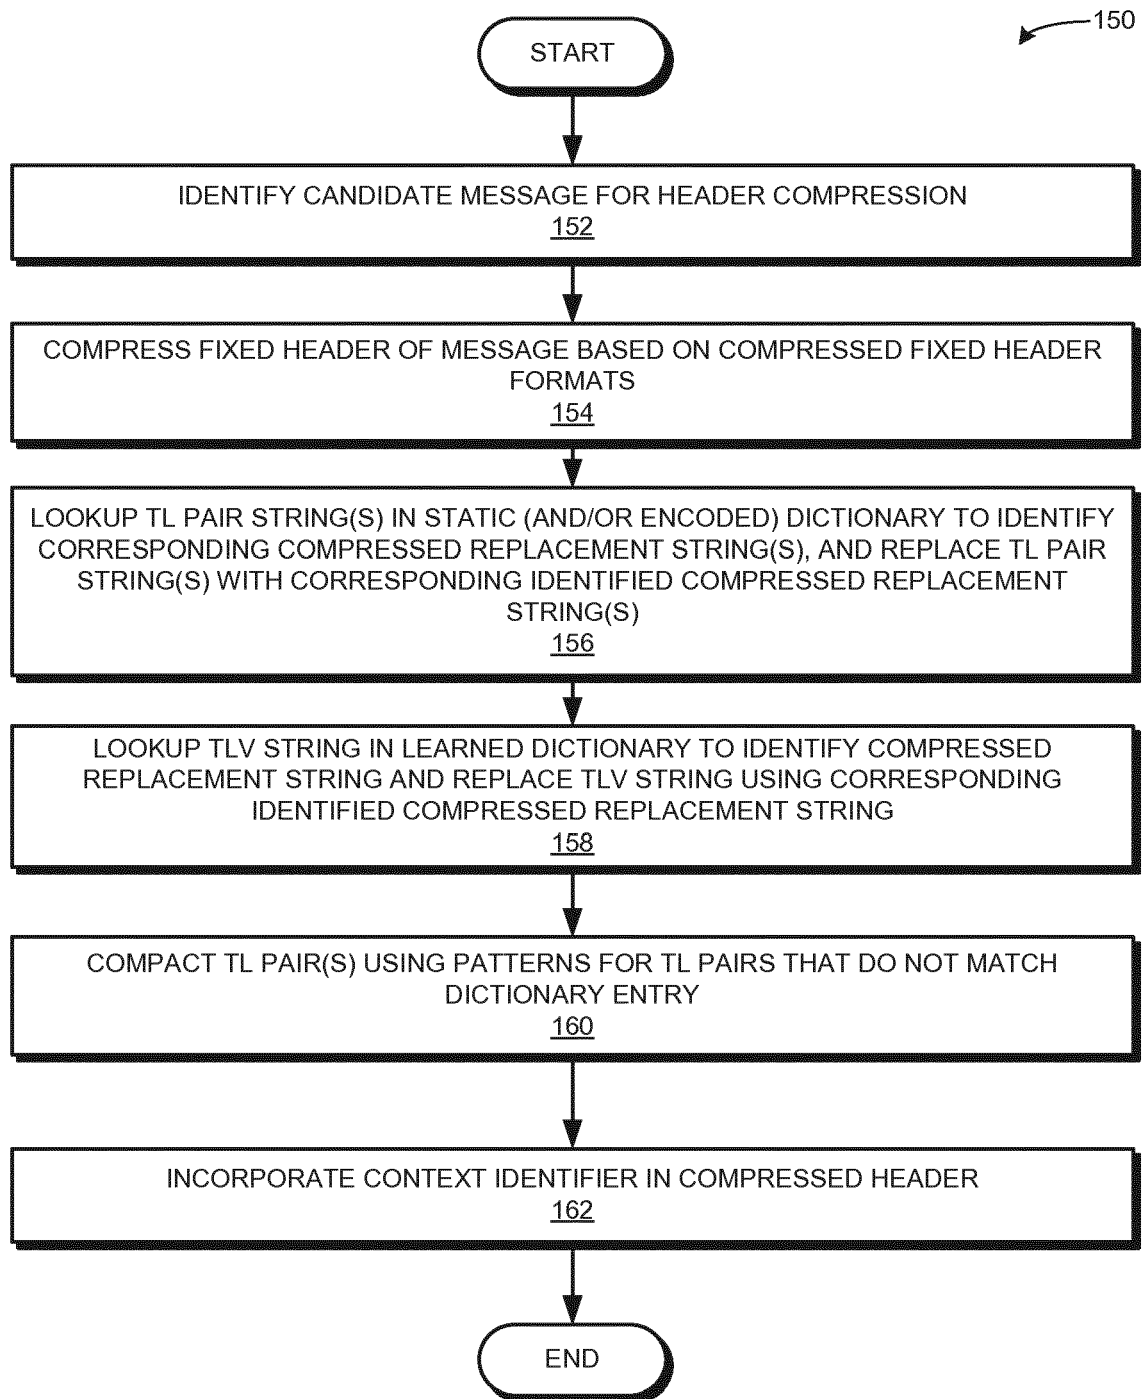 150
START
IDENTIFY CANDIDATE MESSAGE FOR HEADER COMPRESSION
152
COMPRESS FIXED HEADER OF MESSAGE BASED ON COMPRESSED FIXED HEADER
FORMATS
154
LOOKUP TL PAIR STRING(S) IN STATIC (AND/OR ENCODED) DICTIONARY TO IDENTIFY
CORRESPONDING COMPRESSED REPLACEMENT STRING(S), AND REPLACE TL PAIR
STRING(S) WITH CORRESPONDING IDENTIFIED COMPRESSED REPLACEMENT
STRING(S)
156
LOOKUP TLV STRING IN LEARNED DICTIONARY TO IDENTIFY COMPRESSED
REPLACEMENT STRING AND REPLACE TLV STRING USING CORRESPONDING
IDENTIFIED COMPRESSED REPLACEMENT STRING
158
COMPACT TL PAIR(S) USING PATTERNS FOR TL PAIRS THAT DO NOT MATCH
DICTIONARY ENTRY
160
INCORPORATE CONTEXT IDENTIFIER IN COMPRESSED HEADER
162
END